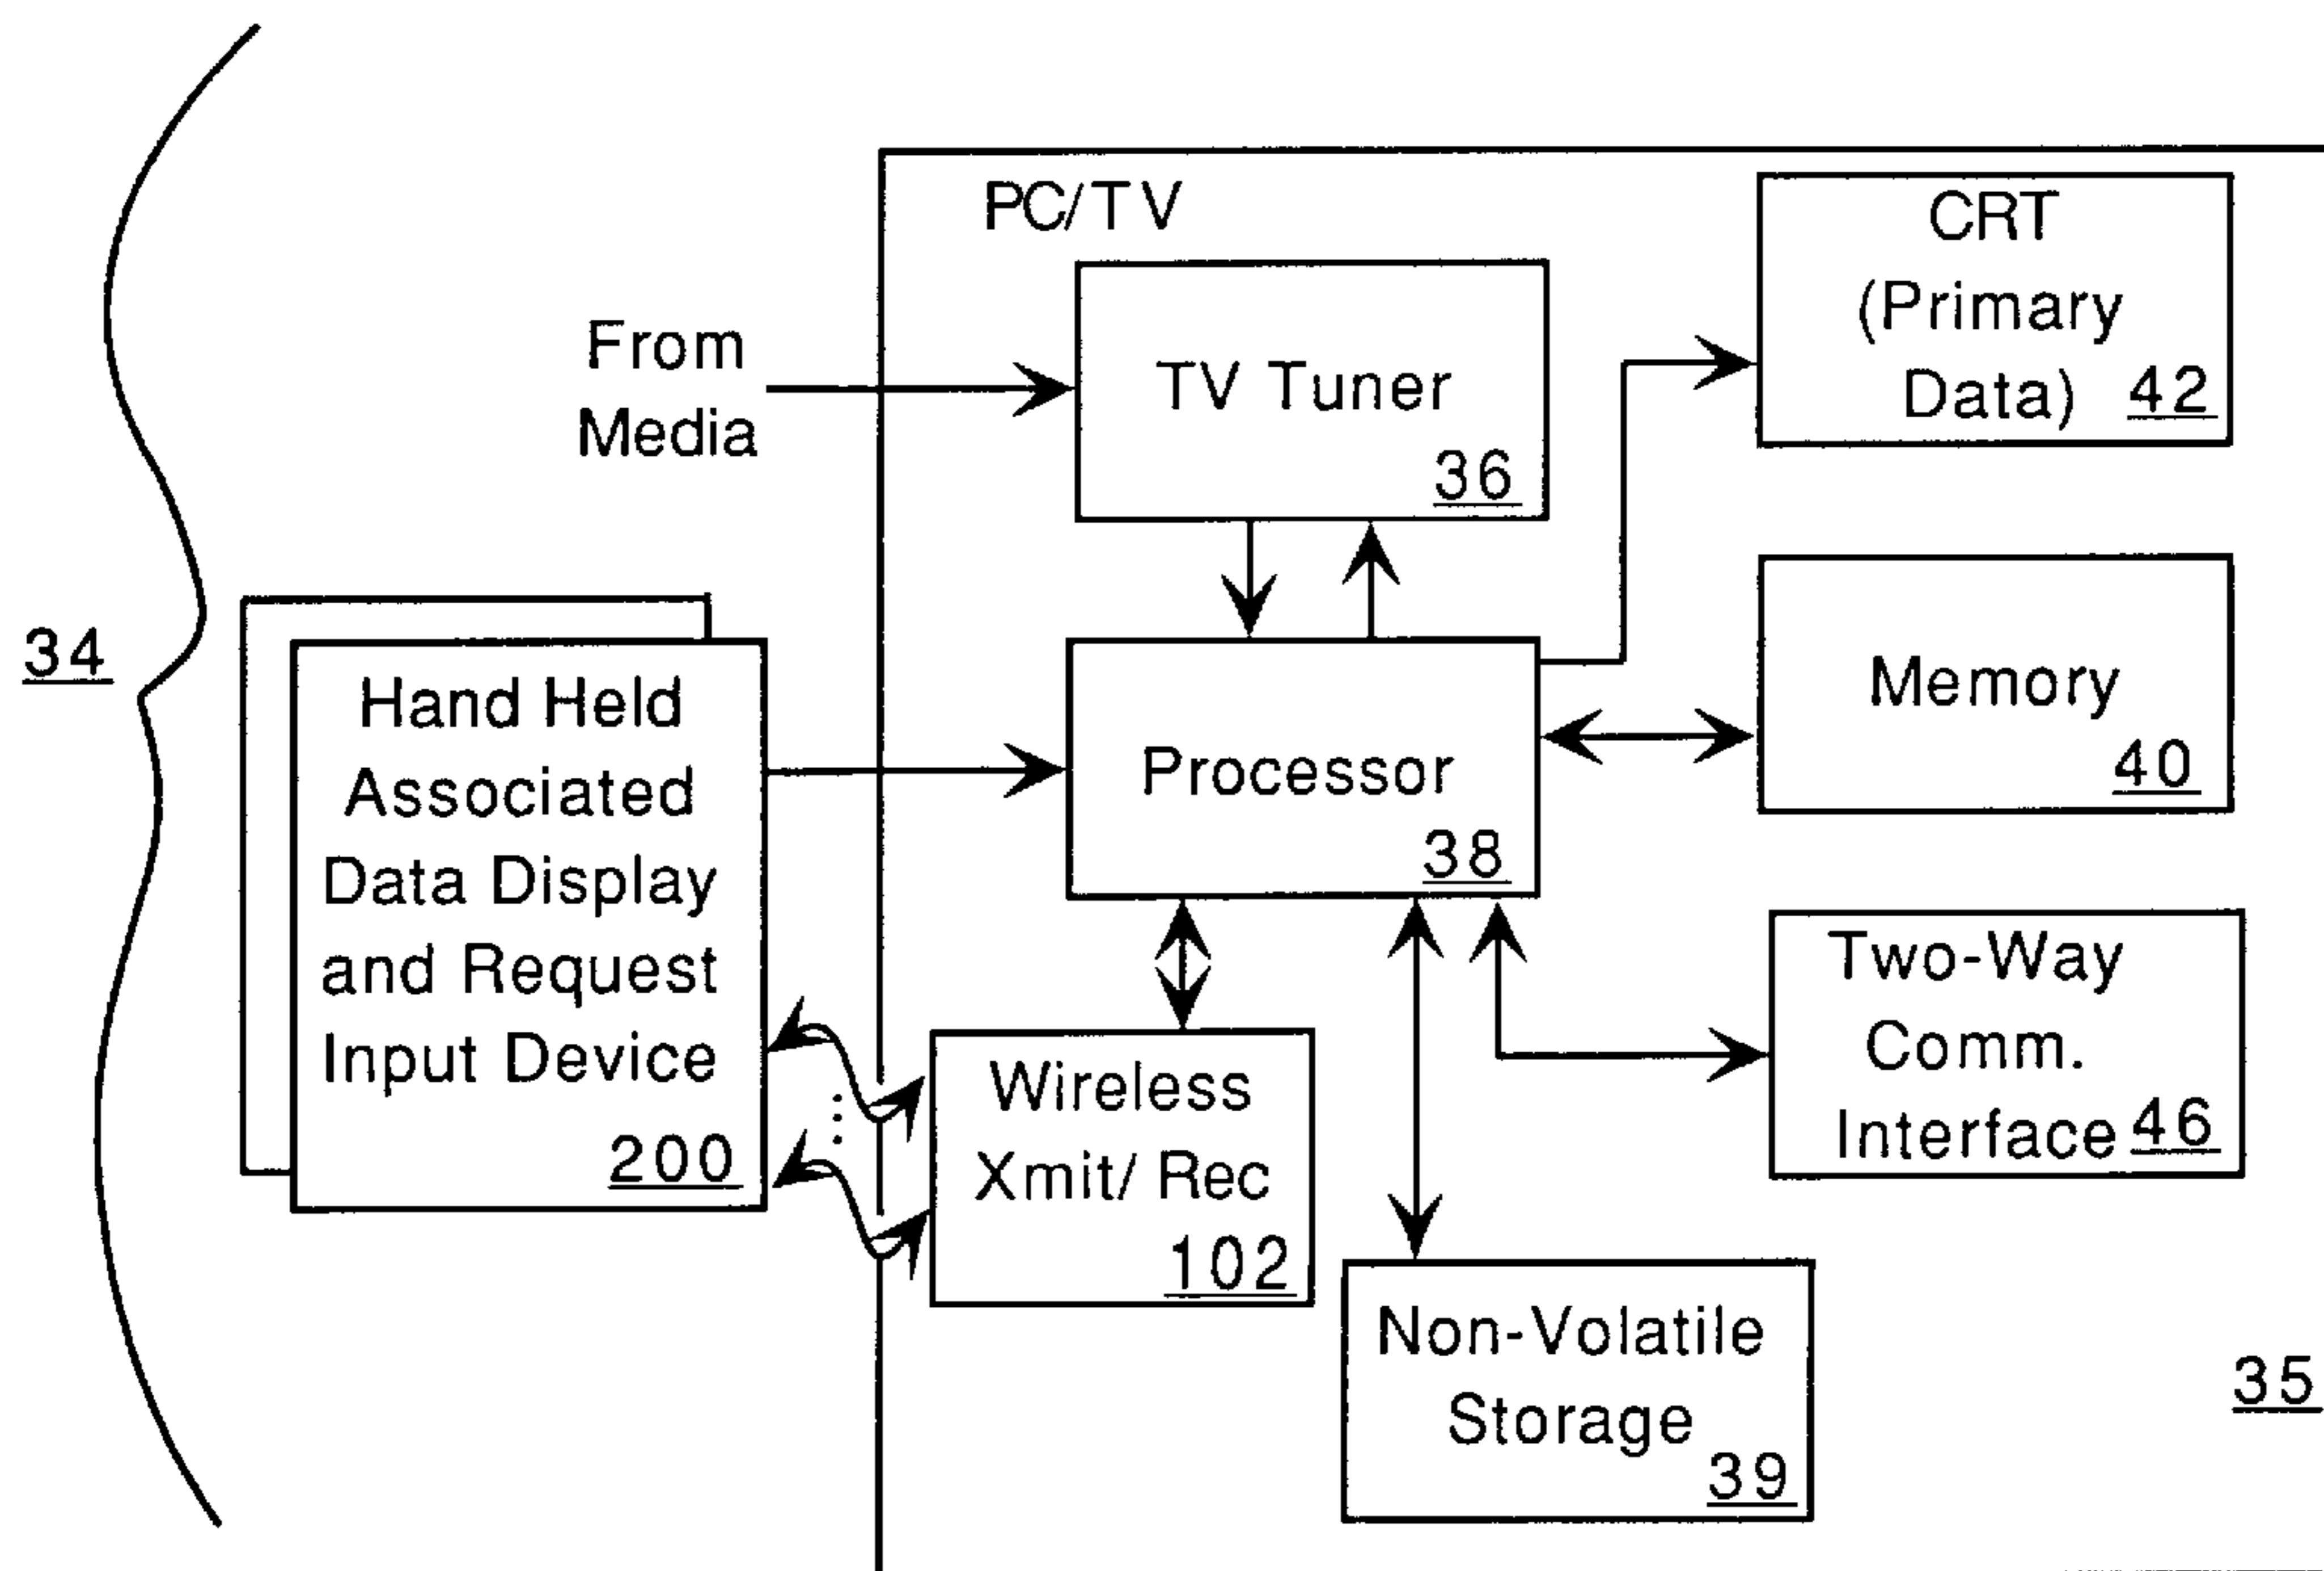 PC/TV
CRT
(Primary
Data) 42
From
Media
TV Tuner
36
34
Hand Held
Associated
Data Display
and Request
Input Device
200
Processor
38
Memory
40
Two-Way
Comm.
Interface 46
Wireless
Xmit/ Rec
102
Non-Volatile
Storage
39
35